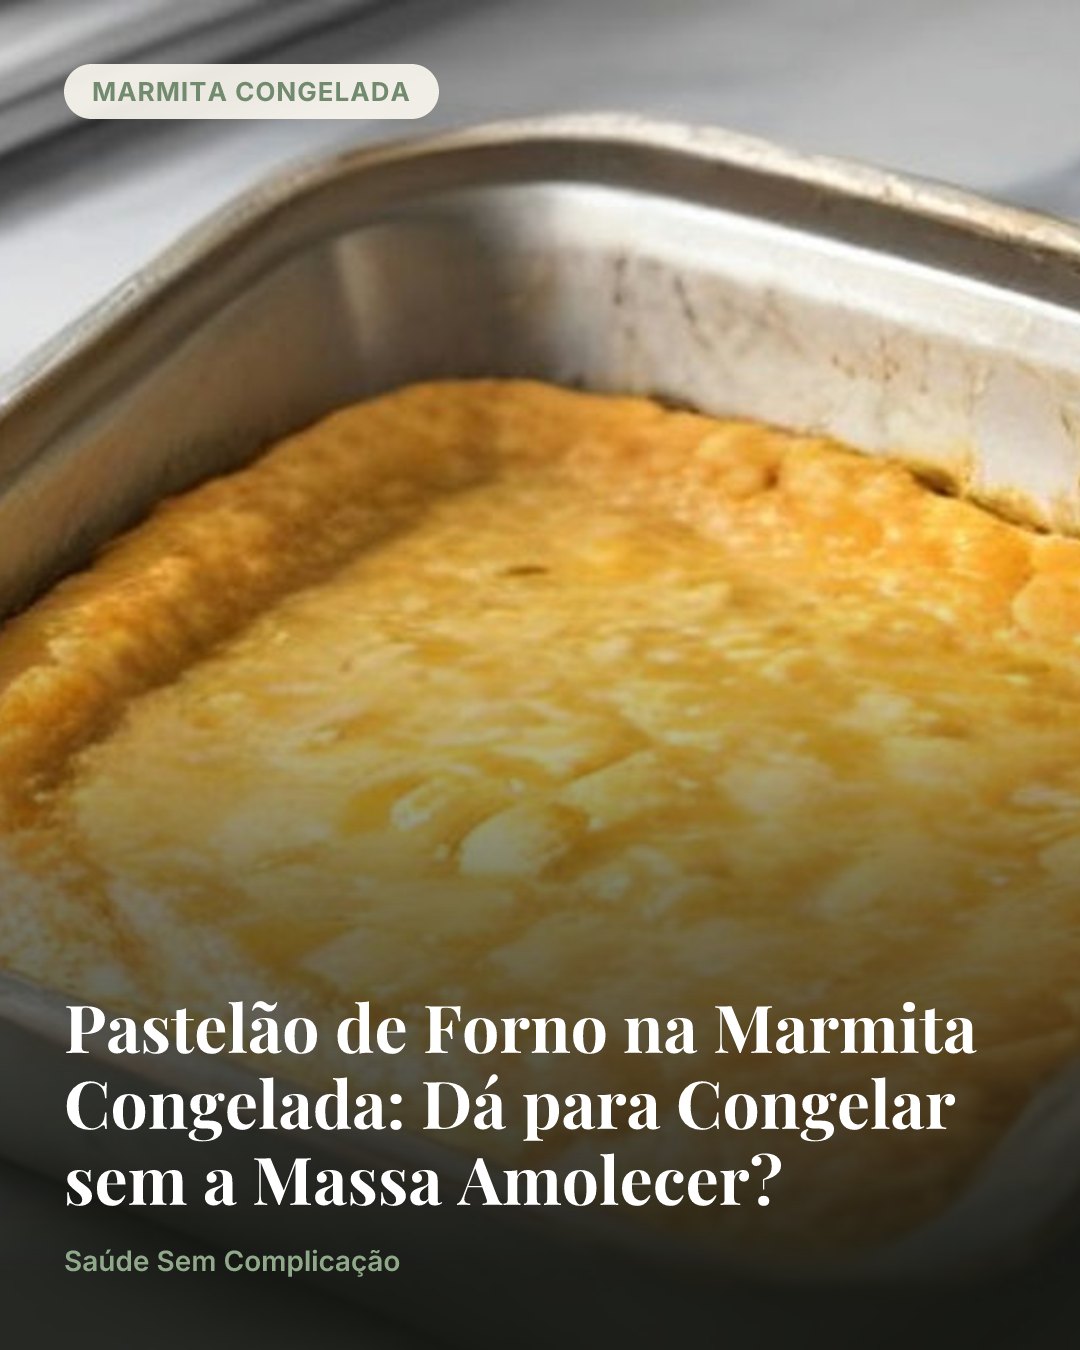 MARMITA CONGELADA
Pastelão de Forno na Marmita
Congelada: Dá para Congelar
sem a Massa Amolecer?
Saúde Sem Complicação